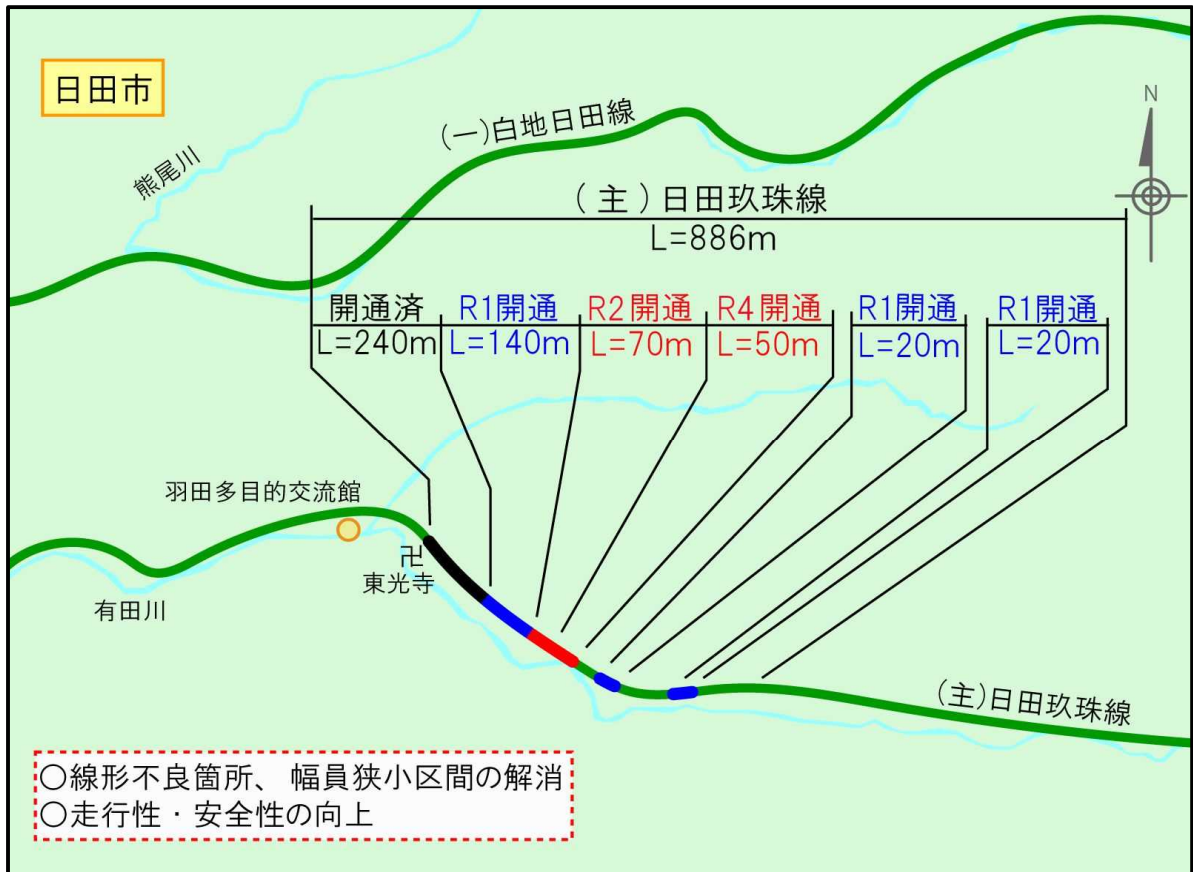 日田市
N
(一)白地日田線
熊尾川
(主)日田玖珠線
L=886m
開通済
L=240m
R1開通
L=140m
R2開通
L=70m
R4開通
L=50m
R1開通
L=20m
R1開通
L=20m
羽田多目的交流館
卍
東光寺
有田川
(主)日田玖珠線
○線形不良箇所、幅員狭小区間の解消
○走行性・安全性の向上